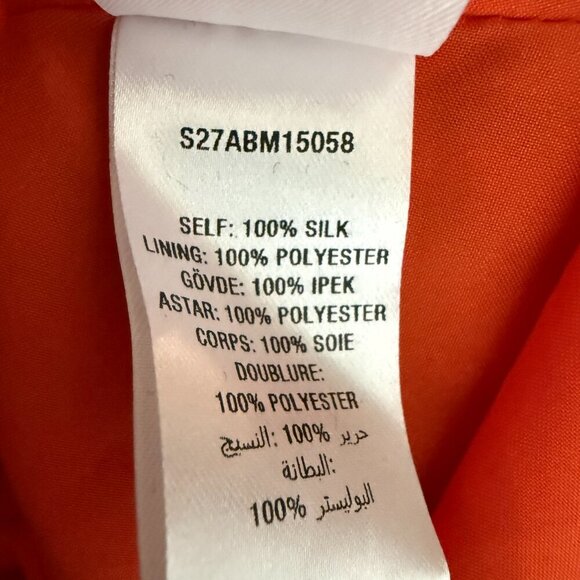 S27ABM15058
SELF: 100% SILK
LINING: 100% POLYESTER
GÖVDE: 100% IPEK
ASTAR: 100% POLYESTER
CORPS: 100% SOIE
DOUBLURE:
100% POLYESTER
حرير %100 :النسيج
:البطانة
البوليستر %100